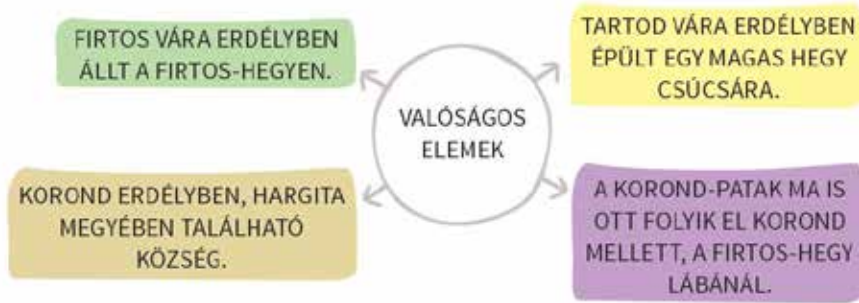 FIRTOS VÁRA ERDÉLYBEN
ÁLLT A FIRTOS-HEGYEN.
TARTOD VÁRA ERDÉLYBEN
ÉPÜLT EGY MAGAS HEGY
CSÚCSÁRA.
VALÓSÁGOS
ELEMEK
KOROND ERDÉLYBEN, HARGITA
MEGYÉBEN TALÁLHATÓ
KÖZSÉG.
A KOROND-PATAK MA IS
OTT FOLYIK EL KOROND
MELLETT, A FIRTOS-HEGY
LÁBÁNÁL.